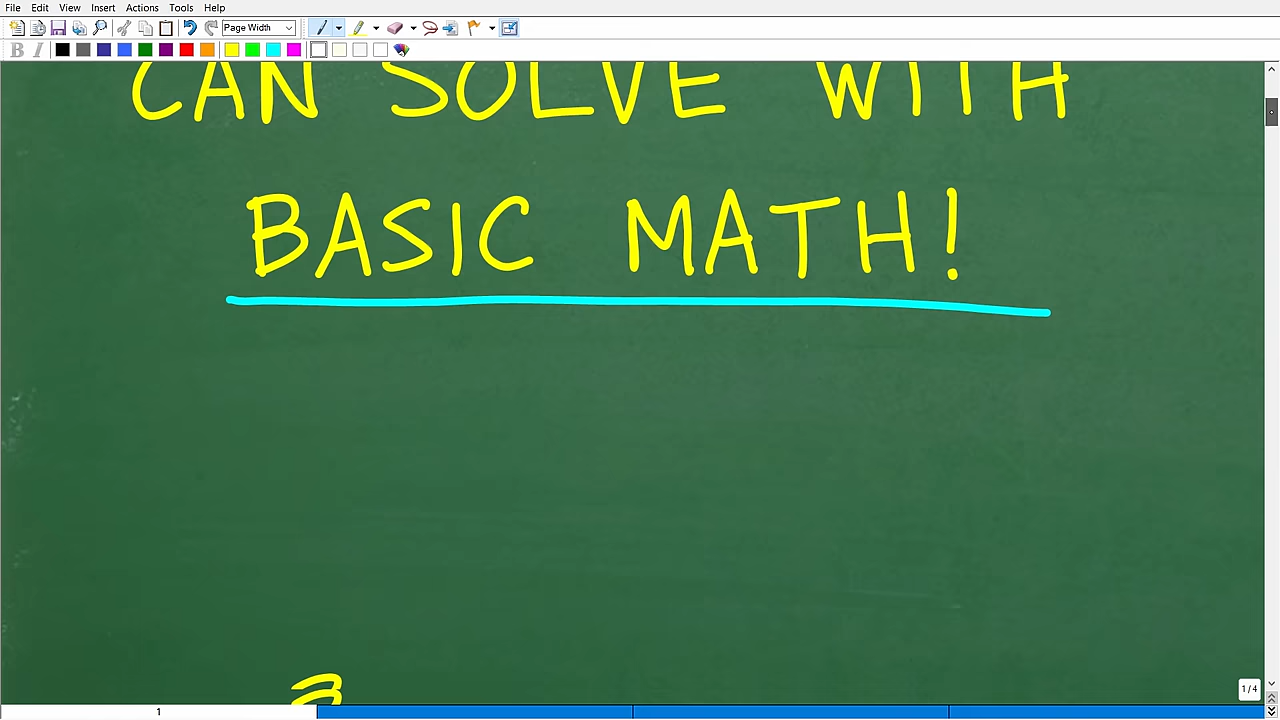 File Edit View Insert Actions Tools Help
Page Width
B I
CAN SOLVE WITH
BASIC MATH!
1/4
1